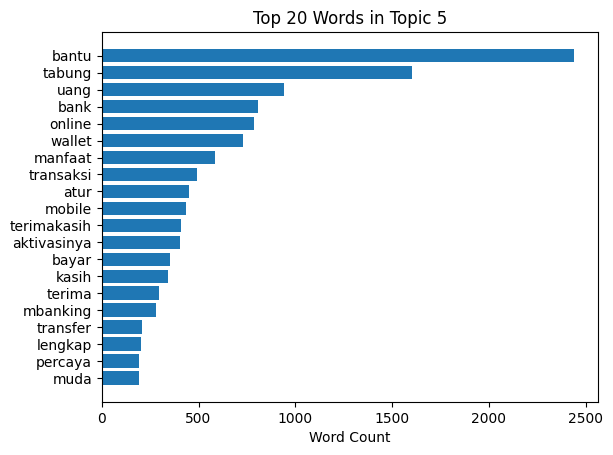 Top 20 Words in Topic 5
bantu
tabung
uang
bank
online
wallet
manfaat
transaksi
atur
mobile
terimakasih
aktivasinya
bayar
kasih
terima
mbanking
transfer
lengkap
percaya
muda
0 500 1000 1500 2000 2500
Word Count